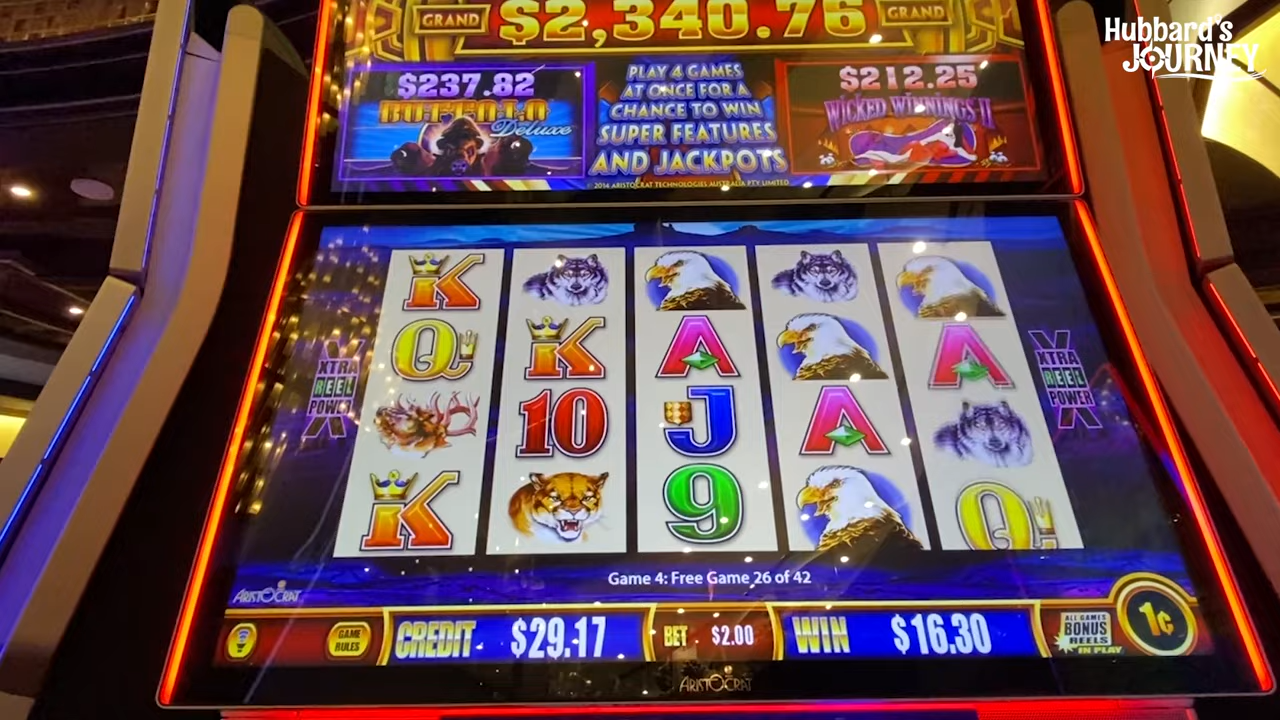 Hubbard's
JOURNEY
GRAND $2,340.76 GRAND
$237.82
BUFFALO
Deluxe
PLAY 4 GAMES
AT ONCE FOR A
CHANCE TO WIN
SUPER FEATURES
AND JACKPOTS
$212.25
WICKED WINNINGS II
© 2014 ARISTOCRAT TECHNOLOGIES AUSTRALIA PTY LIMITED
K
A
Q
K
A
XTRA
REEL
POWER
XTRA
REEL
POWER
10
J
A
K
9
Q
Game 4: Free Game 26 of 42
ARISTOCRAT
GAME
RULES
CREDIT $29.17
BET $2.00
WIN $16.30
ALL GAMES
BONUS
REELS
IN PLAY
1¢
ARISTOCRAT